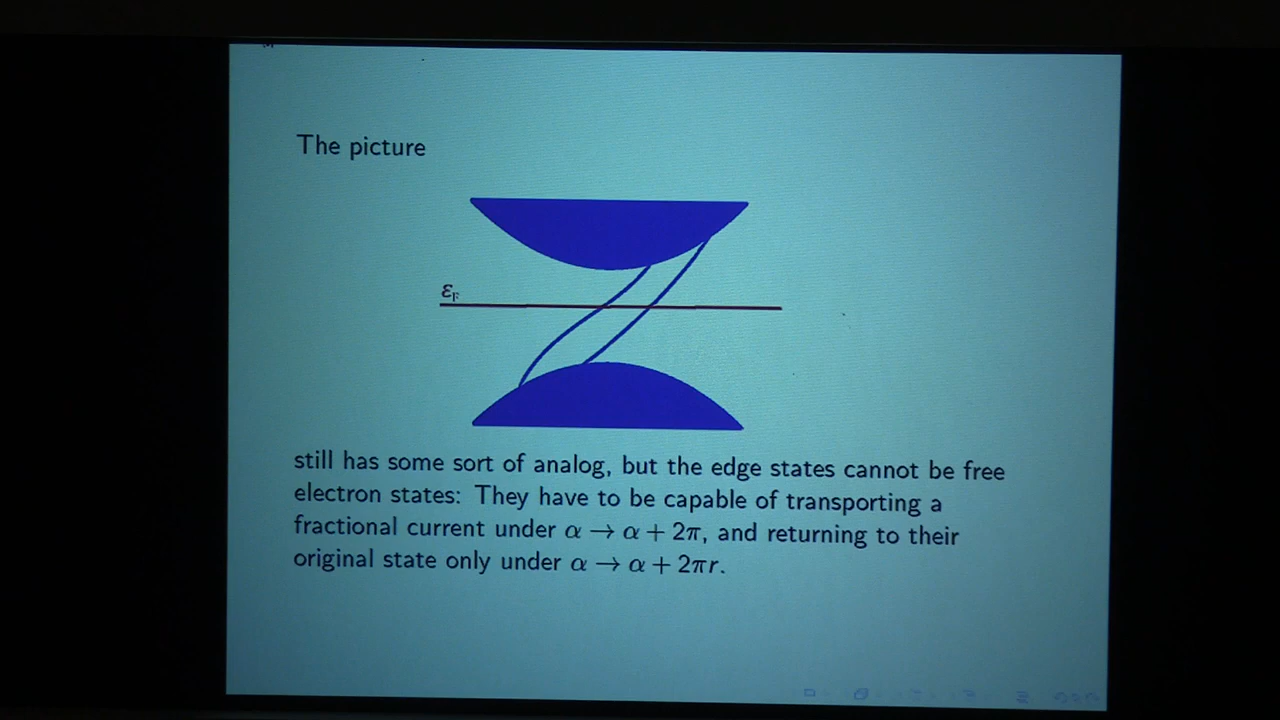 The picture
εF
still has some sort of analog, but the edge states cannot be free
electron states: They have to be capable of transporting a
fractional current under α → α + 2π, and returning to their
original state only under α → α + 2πr.